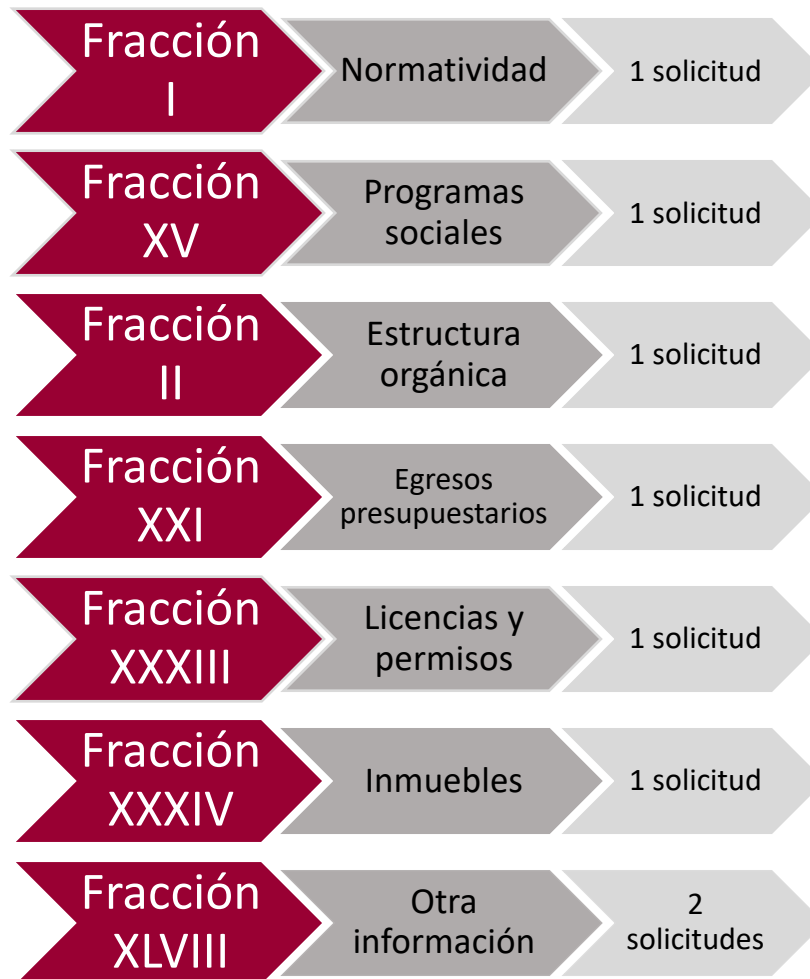 Fracción
I
Normatividad
1 solicitud
Fracción
XV
Programas
sociales
1 solicitud
Fracción
II
Estructura
orgánica
1 solicitud
Fracción
XXI
Egresos
presupuestarios
1 solicitud
Fracción
XXXIII
Licencias y
permisos
1 solicitud
Fracción
XXXIV
Inmuebles
1 solicitud
Fracción
XLVIII
Otra
información
2
solicitudes